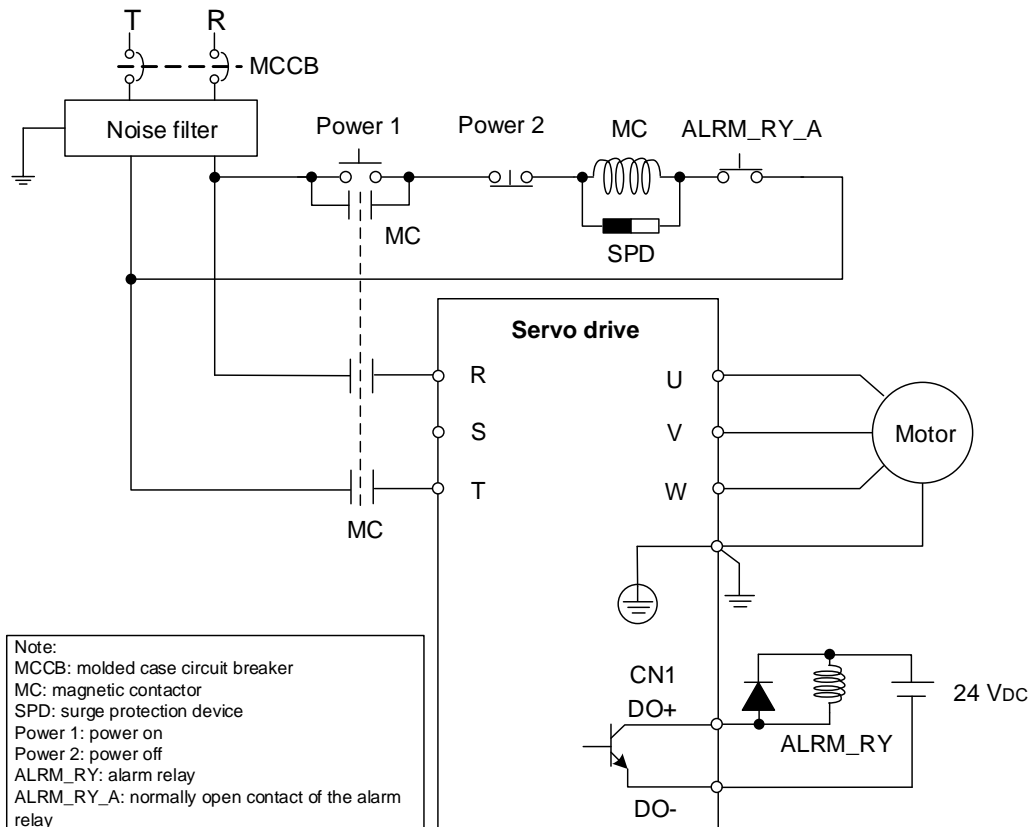 T R
MCCB
Noise filter
Power 1
Power 2
MC
ALRM_RY_A
MC
SPD
Servo drive
R
U
S
V
Motor
T
W
MC
Note:
MCCB: molded case circuit breaker
MC: magnetic contactor
SPD: surge protection device
Power 1: power on
Power 2: power off
ALRM_RY: alarm relay
ALRM_RY_A: normally open contact of the alarm
relay
CN1
DO+
24 VDC
ALRM_RY
DO-